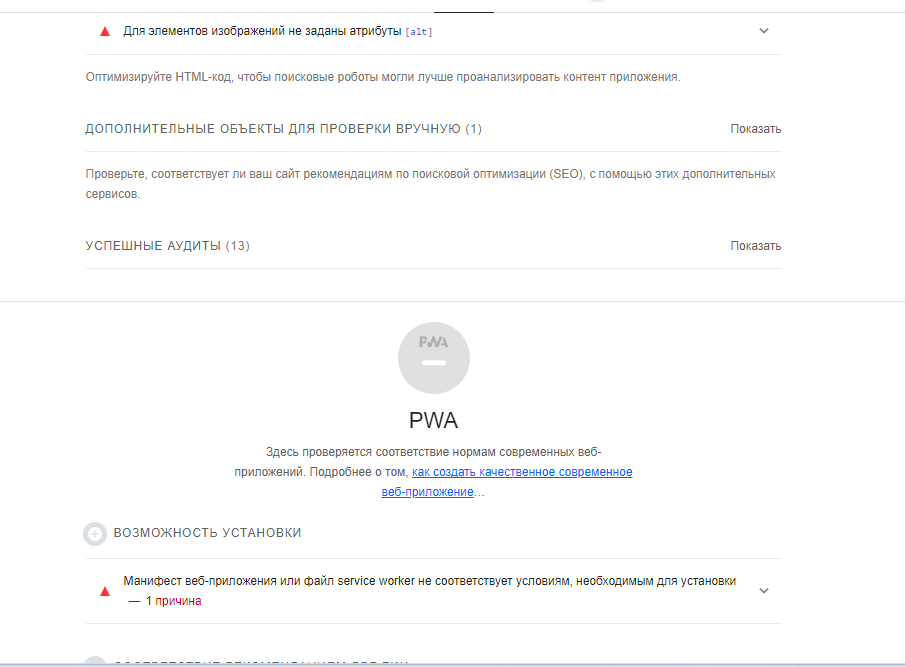 Для элементов изображений не заданы атрибуты [alt]
Оптимизируйте HTML-код, чтобы поисковые роботы могли лучше проанализировать контент приложения.
ДОПОЛНИТЕЛЬНЫЕ ОБЪЕКТЫ ДЛЯ ПРОВЕРКИ ВРУЧНУЮ (1) Показать
Проверьте, соответствует ли ваш сайт рекомендациям по поисковой оптимизации (SEO), с помощью этих дополнительных
сервисов.
УСПЕШНЫЕ АУДИТЫ (13) Показать
PWA
PWA
Здесь проверяется соответствие нормам современных веб-
приложений. Подробнее о том, как создать качественное современное
веб-приложение…
ВОЗМОЖНОСТЬ УСТАНОВКИ
Манифест веб-приложения или файл service worker не соответствует условиям, необходимым для установки
— 1 причина